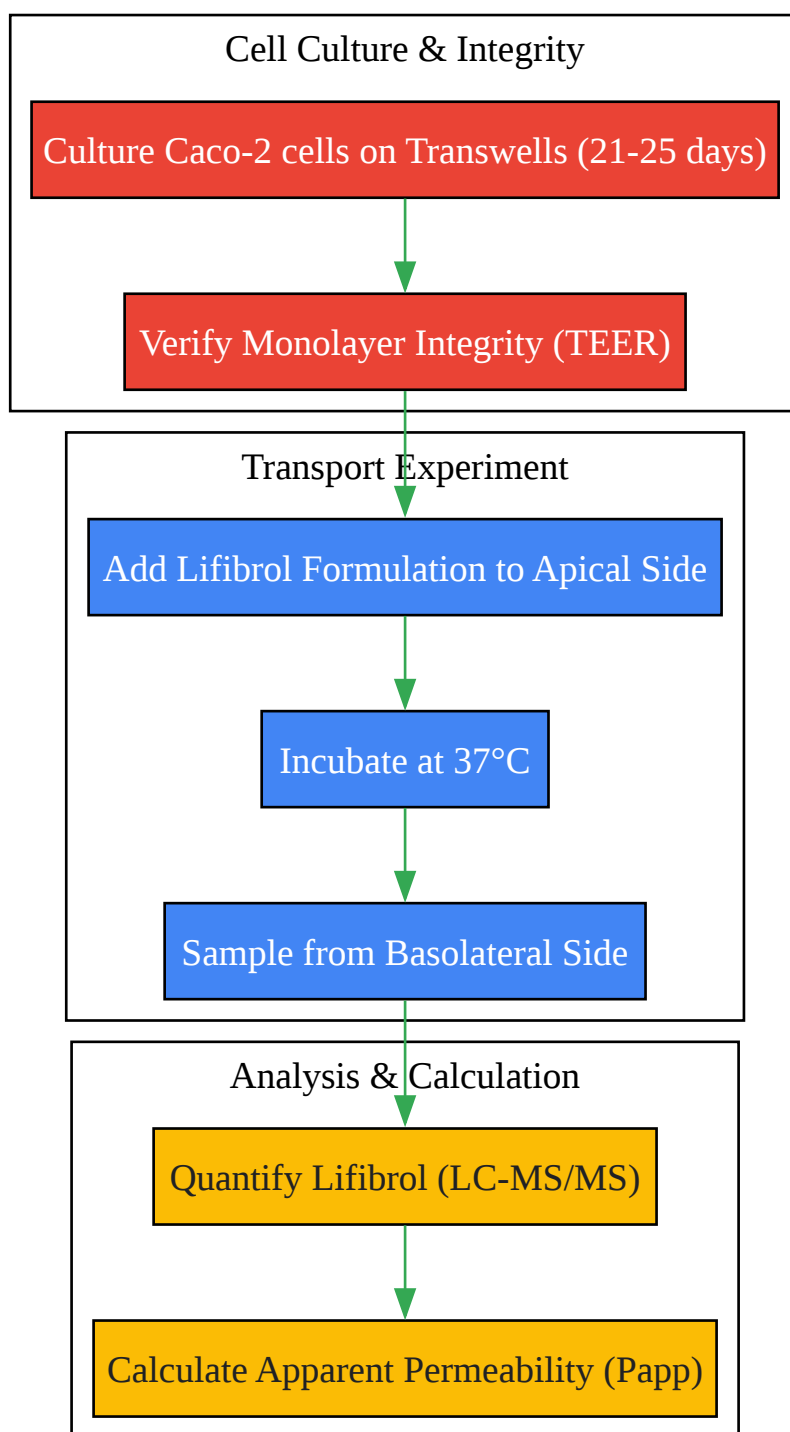 Cell Culture & Integrity
Culture Caco-2 cells on Transwells (21-25 days)
Verify Monolayer Integrity (TEER)
Transport Experiment
Add Lifibrol Formulation to Apical Side
Incubate at 37°C
Sample from Basolateral Side
Analysis & Calculation
Quantify Lifibrol (LC-MS/MS)
Calculate Apparent Permeability (Papp)